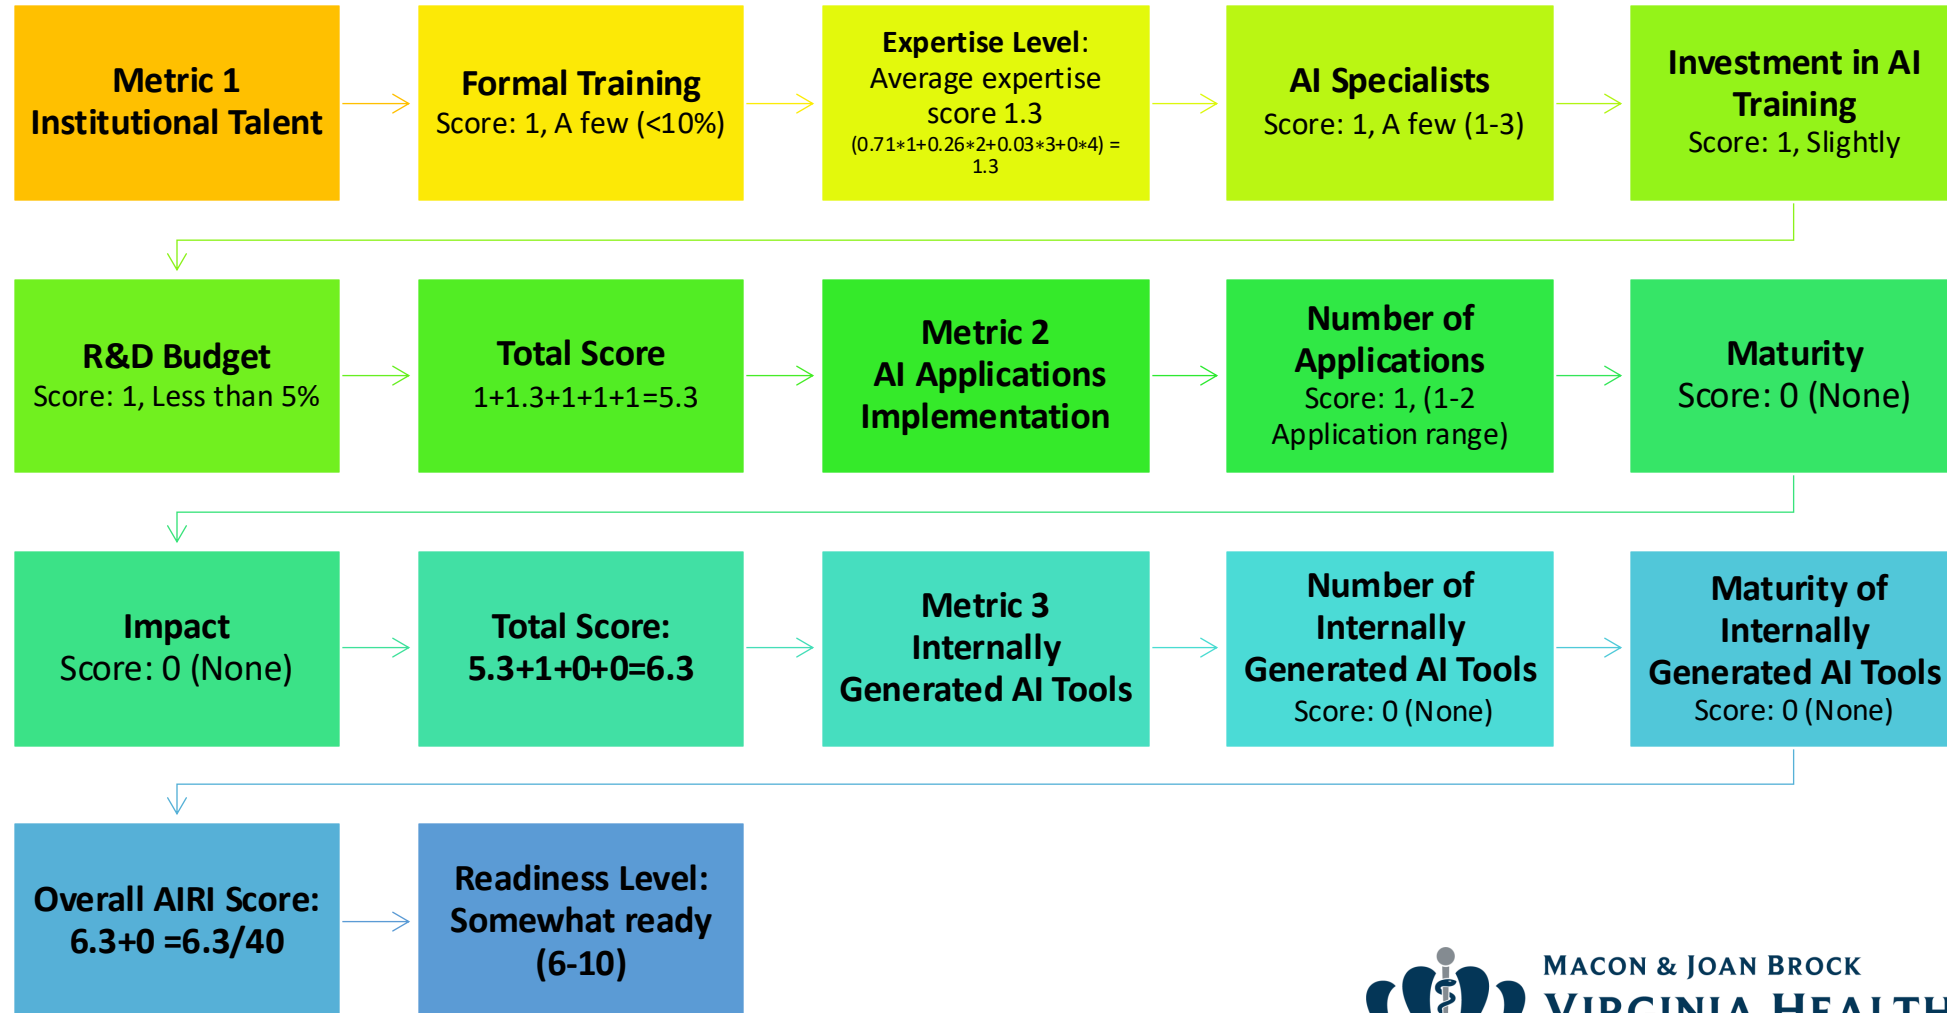 Metric 1
Institutional Talent
Formal Training
Score: 1, A few (<10%)
Expertise Level:
Average expertise
score 1.3
(0.71*1+0.26*2+0.03*3+0*4) =
1.3
AI Specialists
Score: 1, A few (1-3)
Investment in AI
Training
Score: 1, Slightly
R&D Budget
Score: 1, Less than 5%
Total Score
1+1.3+1+1+1=5.3
Metric 2
AI Applications
Implementation
Number of
Applications
Score: 1, (1-2
Application range)
Maturity
Score: 0 (None)
Impact
Score: 0 (None)
Total Score:
5.3+1+0+0=6.3
Metric 3
Internally
Generated AI Tools
Number of
Internally
Generated AI Tools
Score: 0 (None)
Maturity of
Internally
Generated AI Tools
Score: 0 (None)
Overall AIRI Score:
6.3+0 =6.3/40
Readiness Level:
Somewhat ready
(6-10)
MACON & JOAN BROCK
VIRGINIA HEALTH